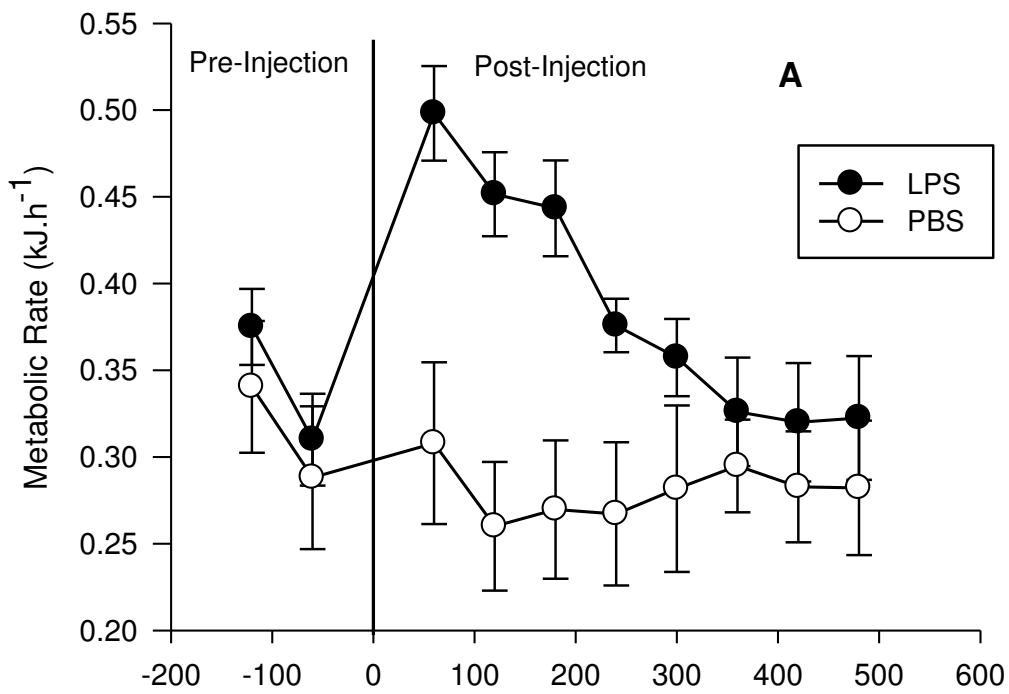 0.55
Pre-Injection
Post-Injection
A
0.50
0.45
0.40
0.35
0.30
0.25
0.20
Metabolic Rate (kJ.h⁻¹)
LPS
PBS
-200 -100 0 100 200 300 400 500 600